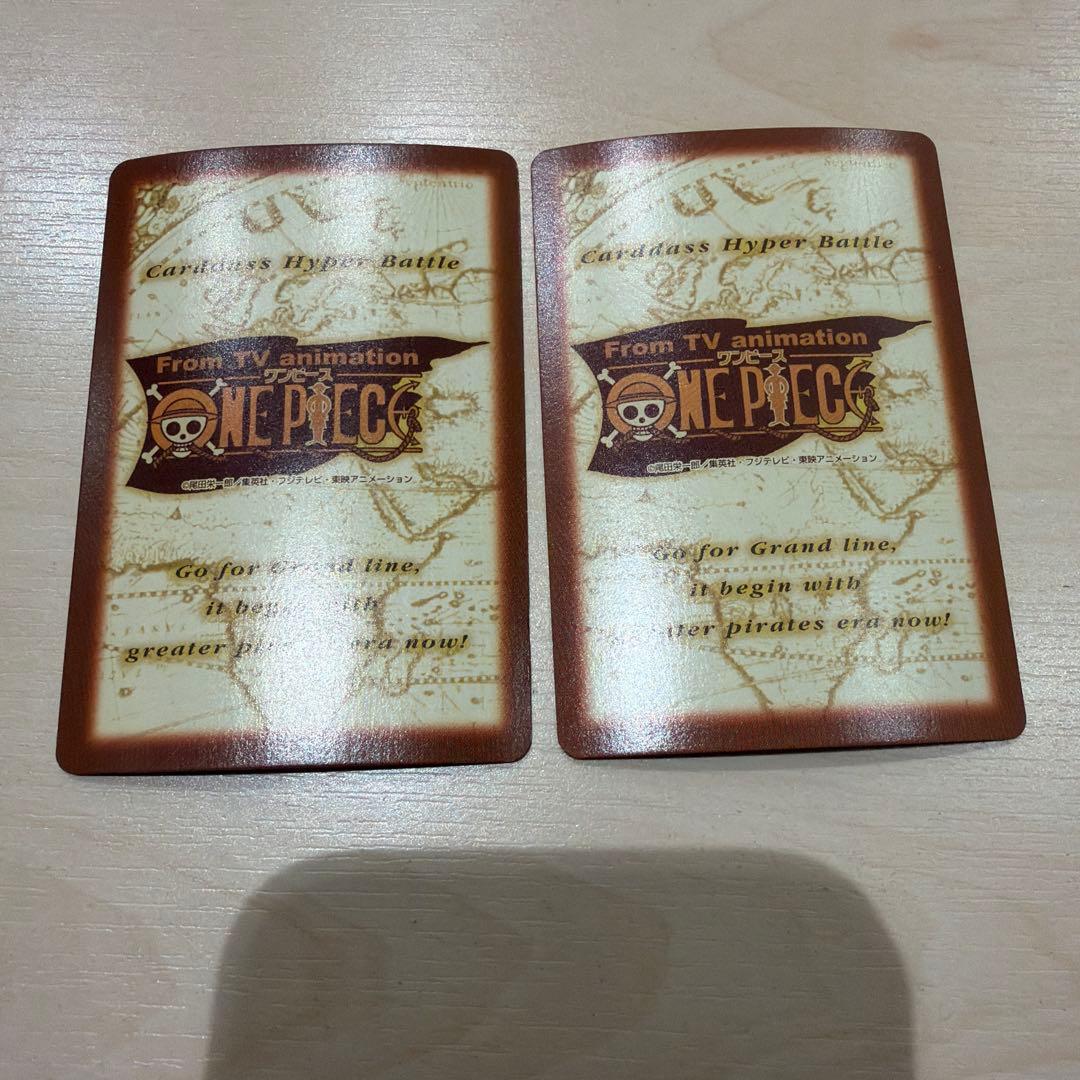 Septentrio
Carddass Hyper Battle
From TV animation
ワンピース
ONE PIECE
©尾田栄一郎／集英社・フジテレビ・東映アニメーション
Go for Grand line,
it begin with
greater pirates era now!
Septentrio
Carddass Hyper Battle
From TV animation
ワンピース
ONE PIECE
©尾田栄一郎／集英社・フジテレビ・東映アニメーション
Go for Grand line,
it begin with
greater pirates era now!